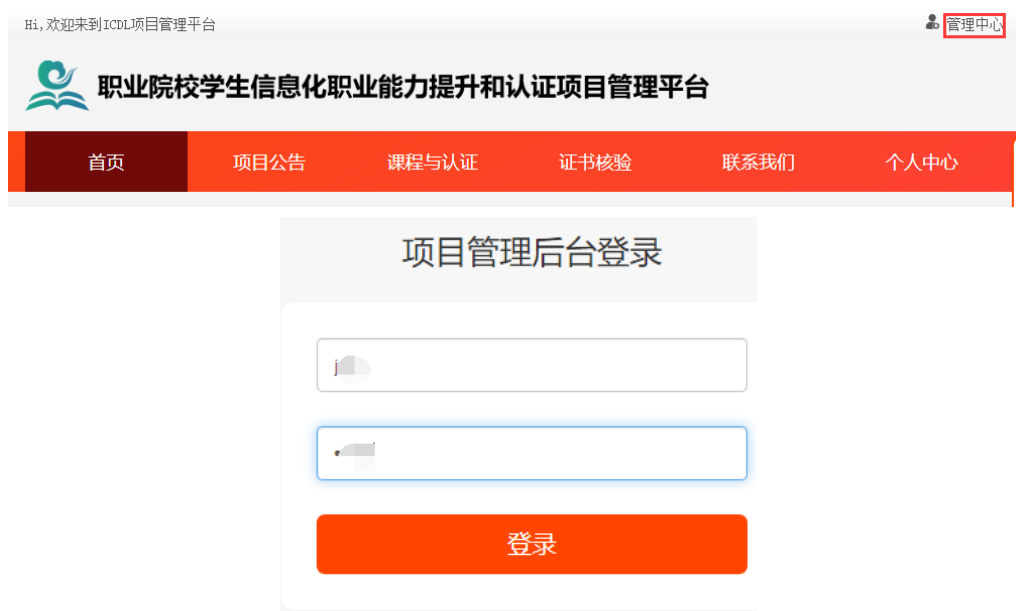 Hi,欢迎来到ICDL项目管理平台 管理中心
职业院校学生信息化职业能力提升和认证项目管理平台
首页 项目公告 课程与认证 证书核验 联系我们 个人中心
项目管理后台登录
j
登录